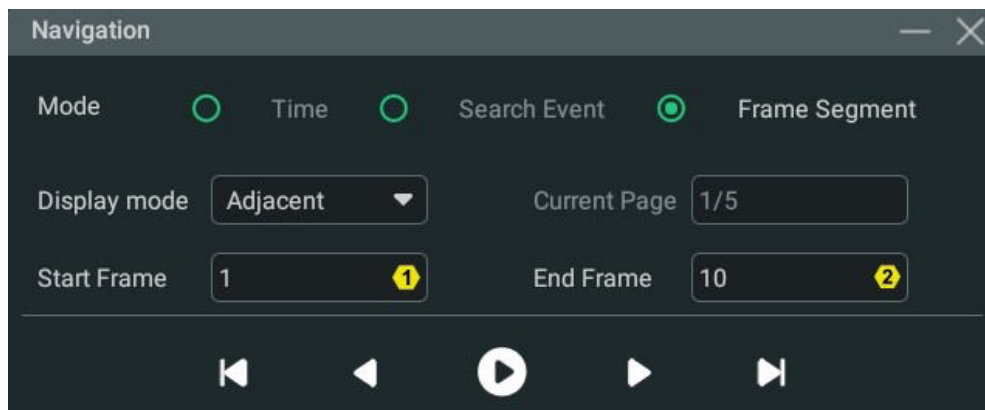 Navigation
Mode Time Search Event Frame Segment
Display mode Adjacent Current Page 1/5
Start Frame 1 1 End Frame 10 2